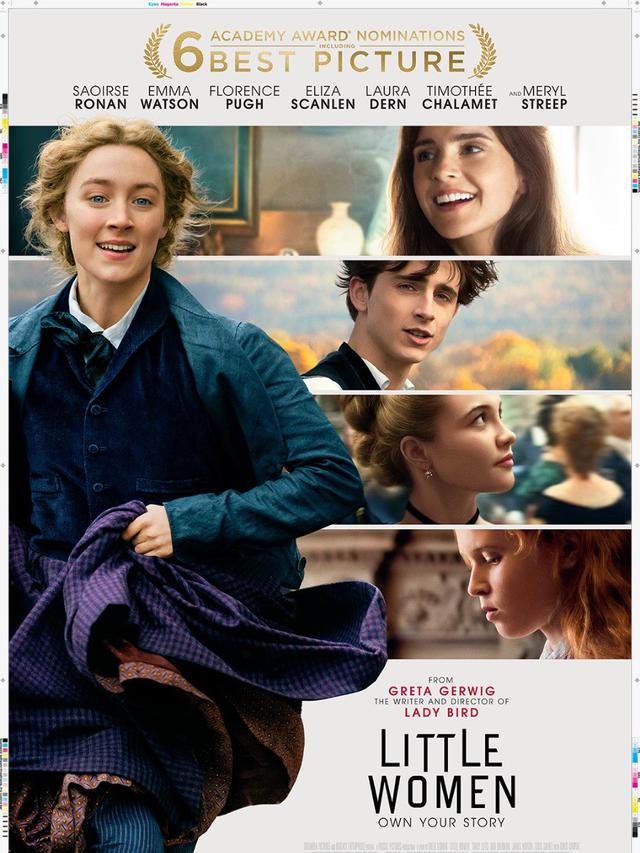 Cyan Magenta Yellow Black
6 ACADEMY AWARD® NOMINATIONS
INCLUDING
BEST PICTURE
SAOIRSE RONAN EMMA WATSON FLORENCE PUGH ELIZA SCANLEN LAURA DERN TIMOTHÉE CHALAMET AND MERYL STREEP
FROM
GRETA GERWIG
THE WRITER AND DIRECTOR OF
LADY BIRD
LITTLE
WOMEN
OWN YOUR STORY